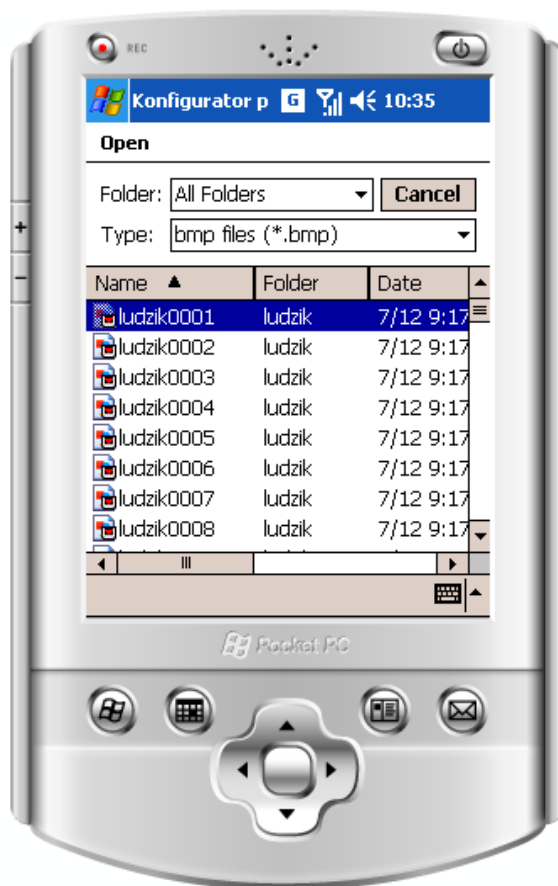 REC
Konfigurator p G 10:35
Open
Folder: All Folders Cancel
Type: bmp files (*.bmp)
Name Folder Date
ludzik0001 ludzik 7/12 9:17
ludzik0002 ludzik 7/12 9:17
ludzik0003 ludzik 7/12 9:17
ludzik0004 ludzik 7/12 9:17
ludzik0005 ludzik 7/12 9:17
ludzik0006 ludzik 7/12 9:17
ludzik0007 ludzik 7/12 9:17
ludzik0008 ludzik 7/12 9:17
Pocket PC